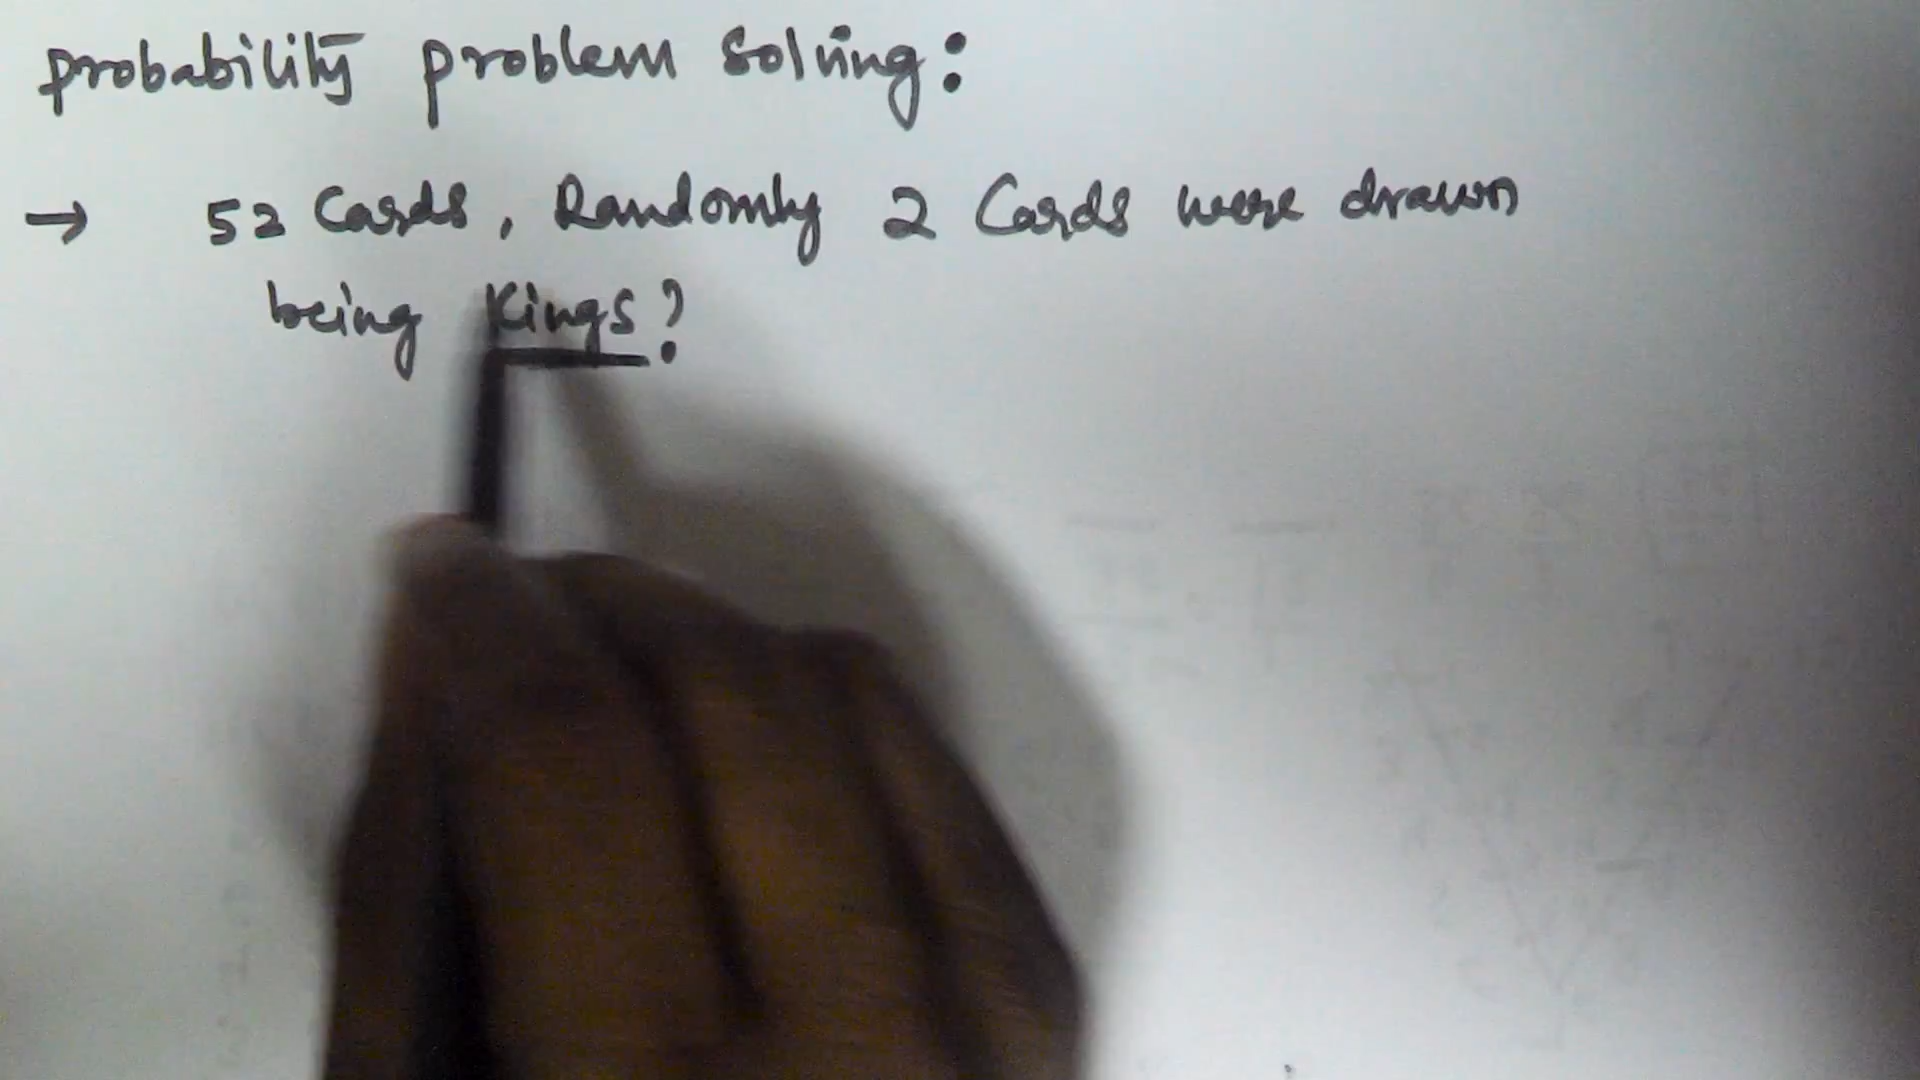 probability problem solving:
→ 52 Cards, Randomly 2 Cards were drawn
being Kings?